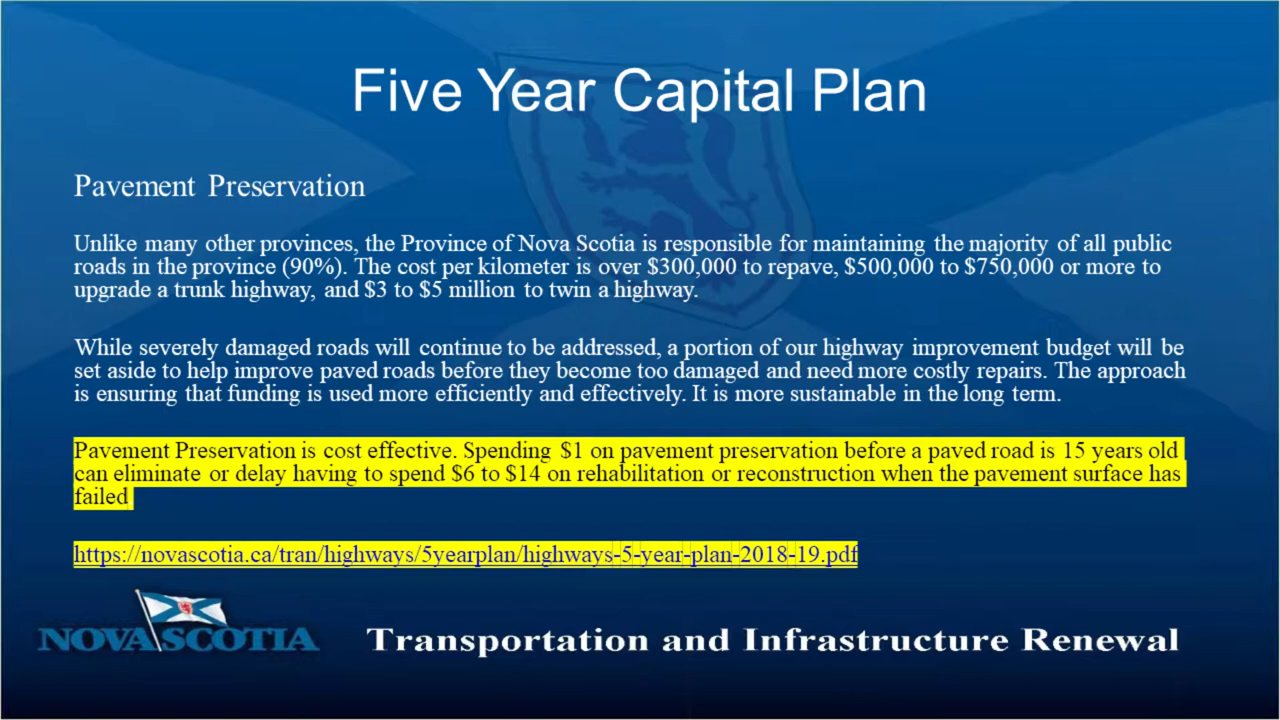 Five Year Capital Plan
Pavement Preservation
Unlike many other provinces, the Province of Nova Scotia is responsible for maintaining the majority of all public
roads in the province (90%). The cost per kilometer is over $300,000 to repave, $500,000 to $750,000 or more to
upgrade a trunk highway, and $3 to $5 million to twin a highway.
While severely damaged roads will continue to be addressed, a portion of our highway improvement budget will be
set aside to help improve paved roads before they become too damaged and need more costly repairs. The approach
is ensuring that funding is used more efficiently and effectively. It is more sustainable in the long term.
Pavement Preservation is cost effective. Spending $1 on pavement preservation before a paved road is 15 years old
can eliminate or delay having to spend $6 to $14 on rehabilitation or reconstruction when the pavement surface has
failed
https://novascotia.ca/tran/highways/5yearplan/highways-5-year-plan-2018-19.pdf
NOVA SCOTIA
Transportation and Infrastructure Renewal